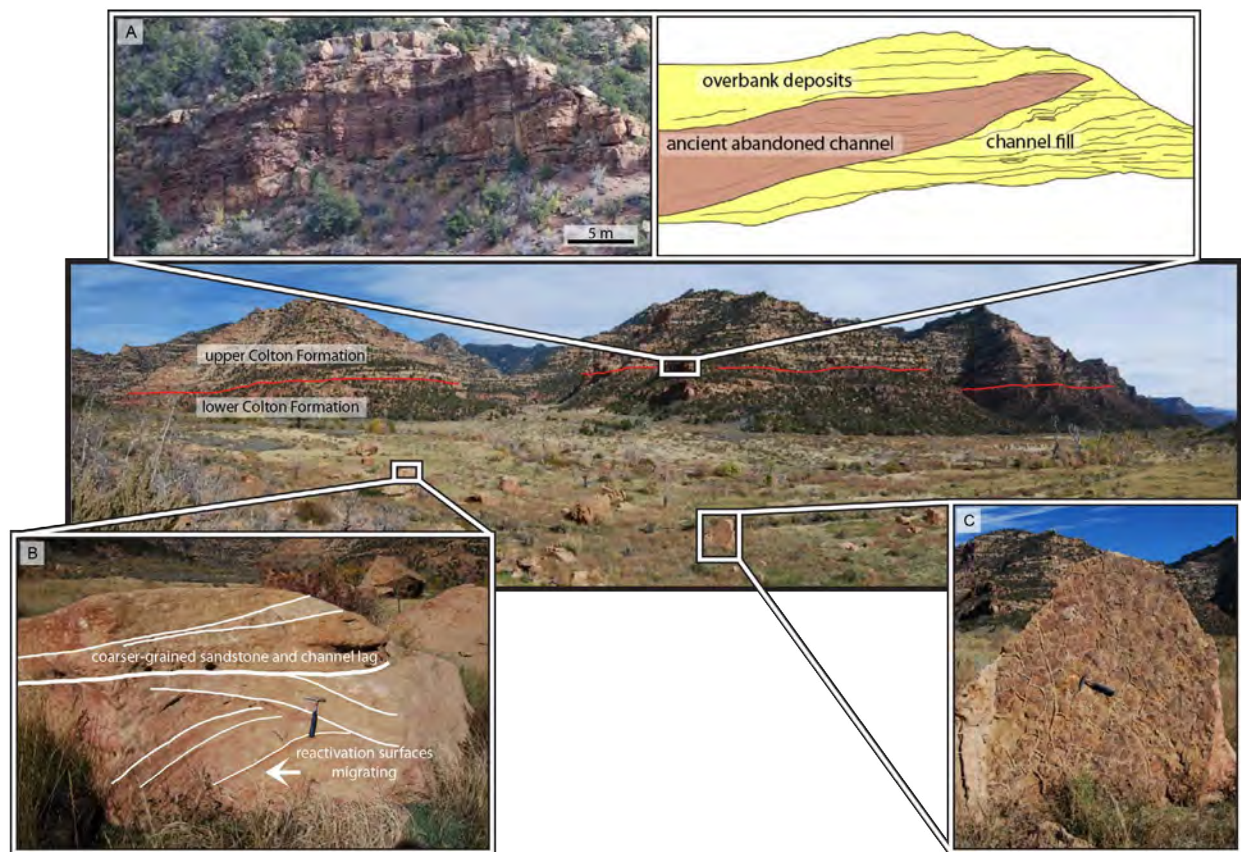 A
overbank deposits
ancient abandoned channel
channel fill
5 m
upper Colton Formation
lower Colton Formation
B
coarser-grained sandstone and channel lag
reactivation surfaces
migrating
C